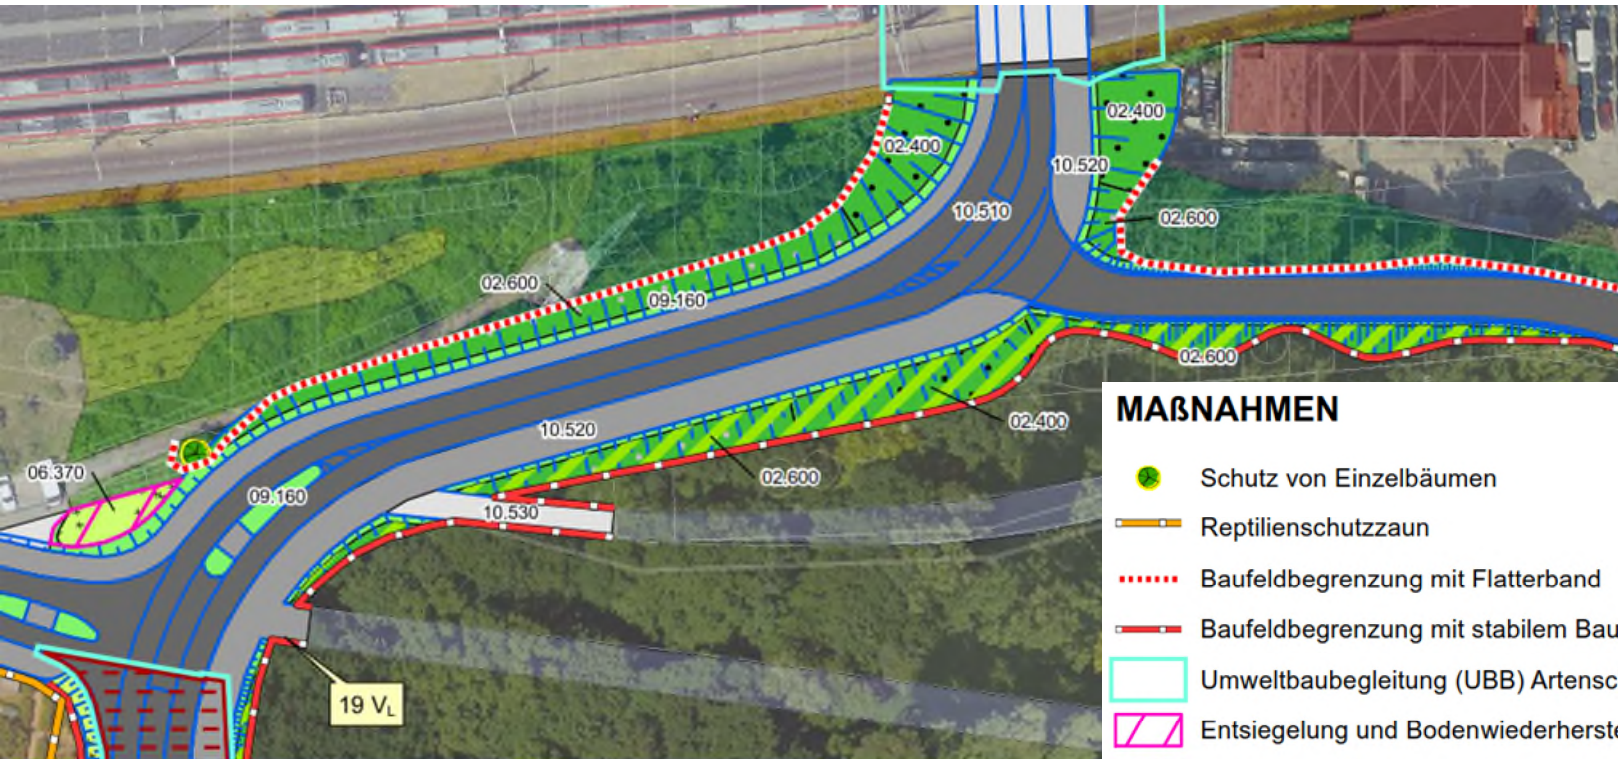 02.400
02.400
10.520
10.510
02.600
02.600
09.160
02.600
02.400
10.520
02.600
06.370
09.160
10.530
19 VL
MAßNAHMEN
Schutz von Einzelbäumen
Reptilienschutzzaun
Baufeldbegrenzung mit Flatterband
Baufeldbegrenzung mit stabilem Bau
Umweltbaubegleitung (UBB) Artensc
Entsiegelung und Bodenwiederherste